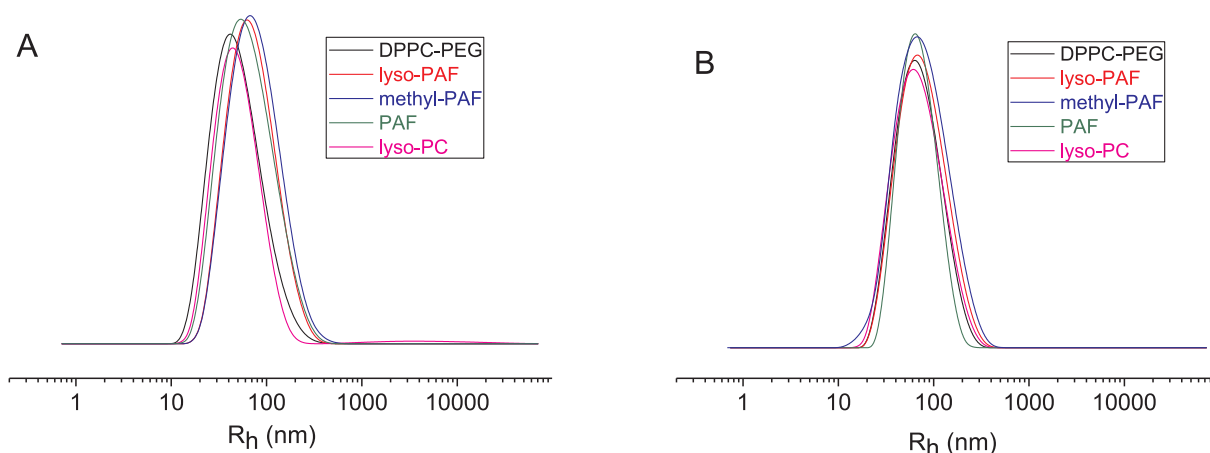 A
DPPC-PEG
lyso-PAF
methyl-PAF
PAF
lyso-PC
1 10 100 1000 10000
Rh (nm)
B
DPPC-PEG
lyso-PAF
methyl-PAF
PAF
lyso-PC
1 10 100 1000 10000
Rh (nm)